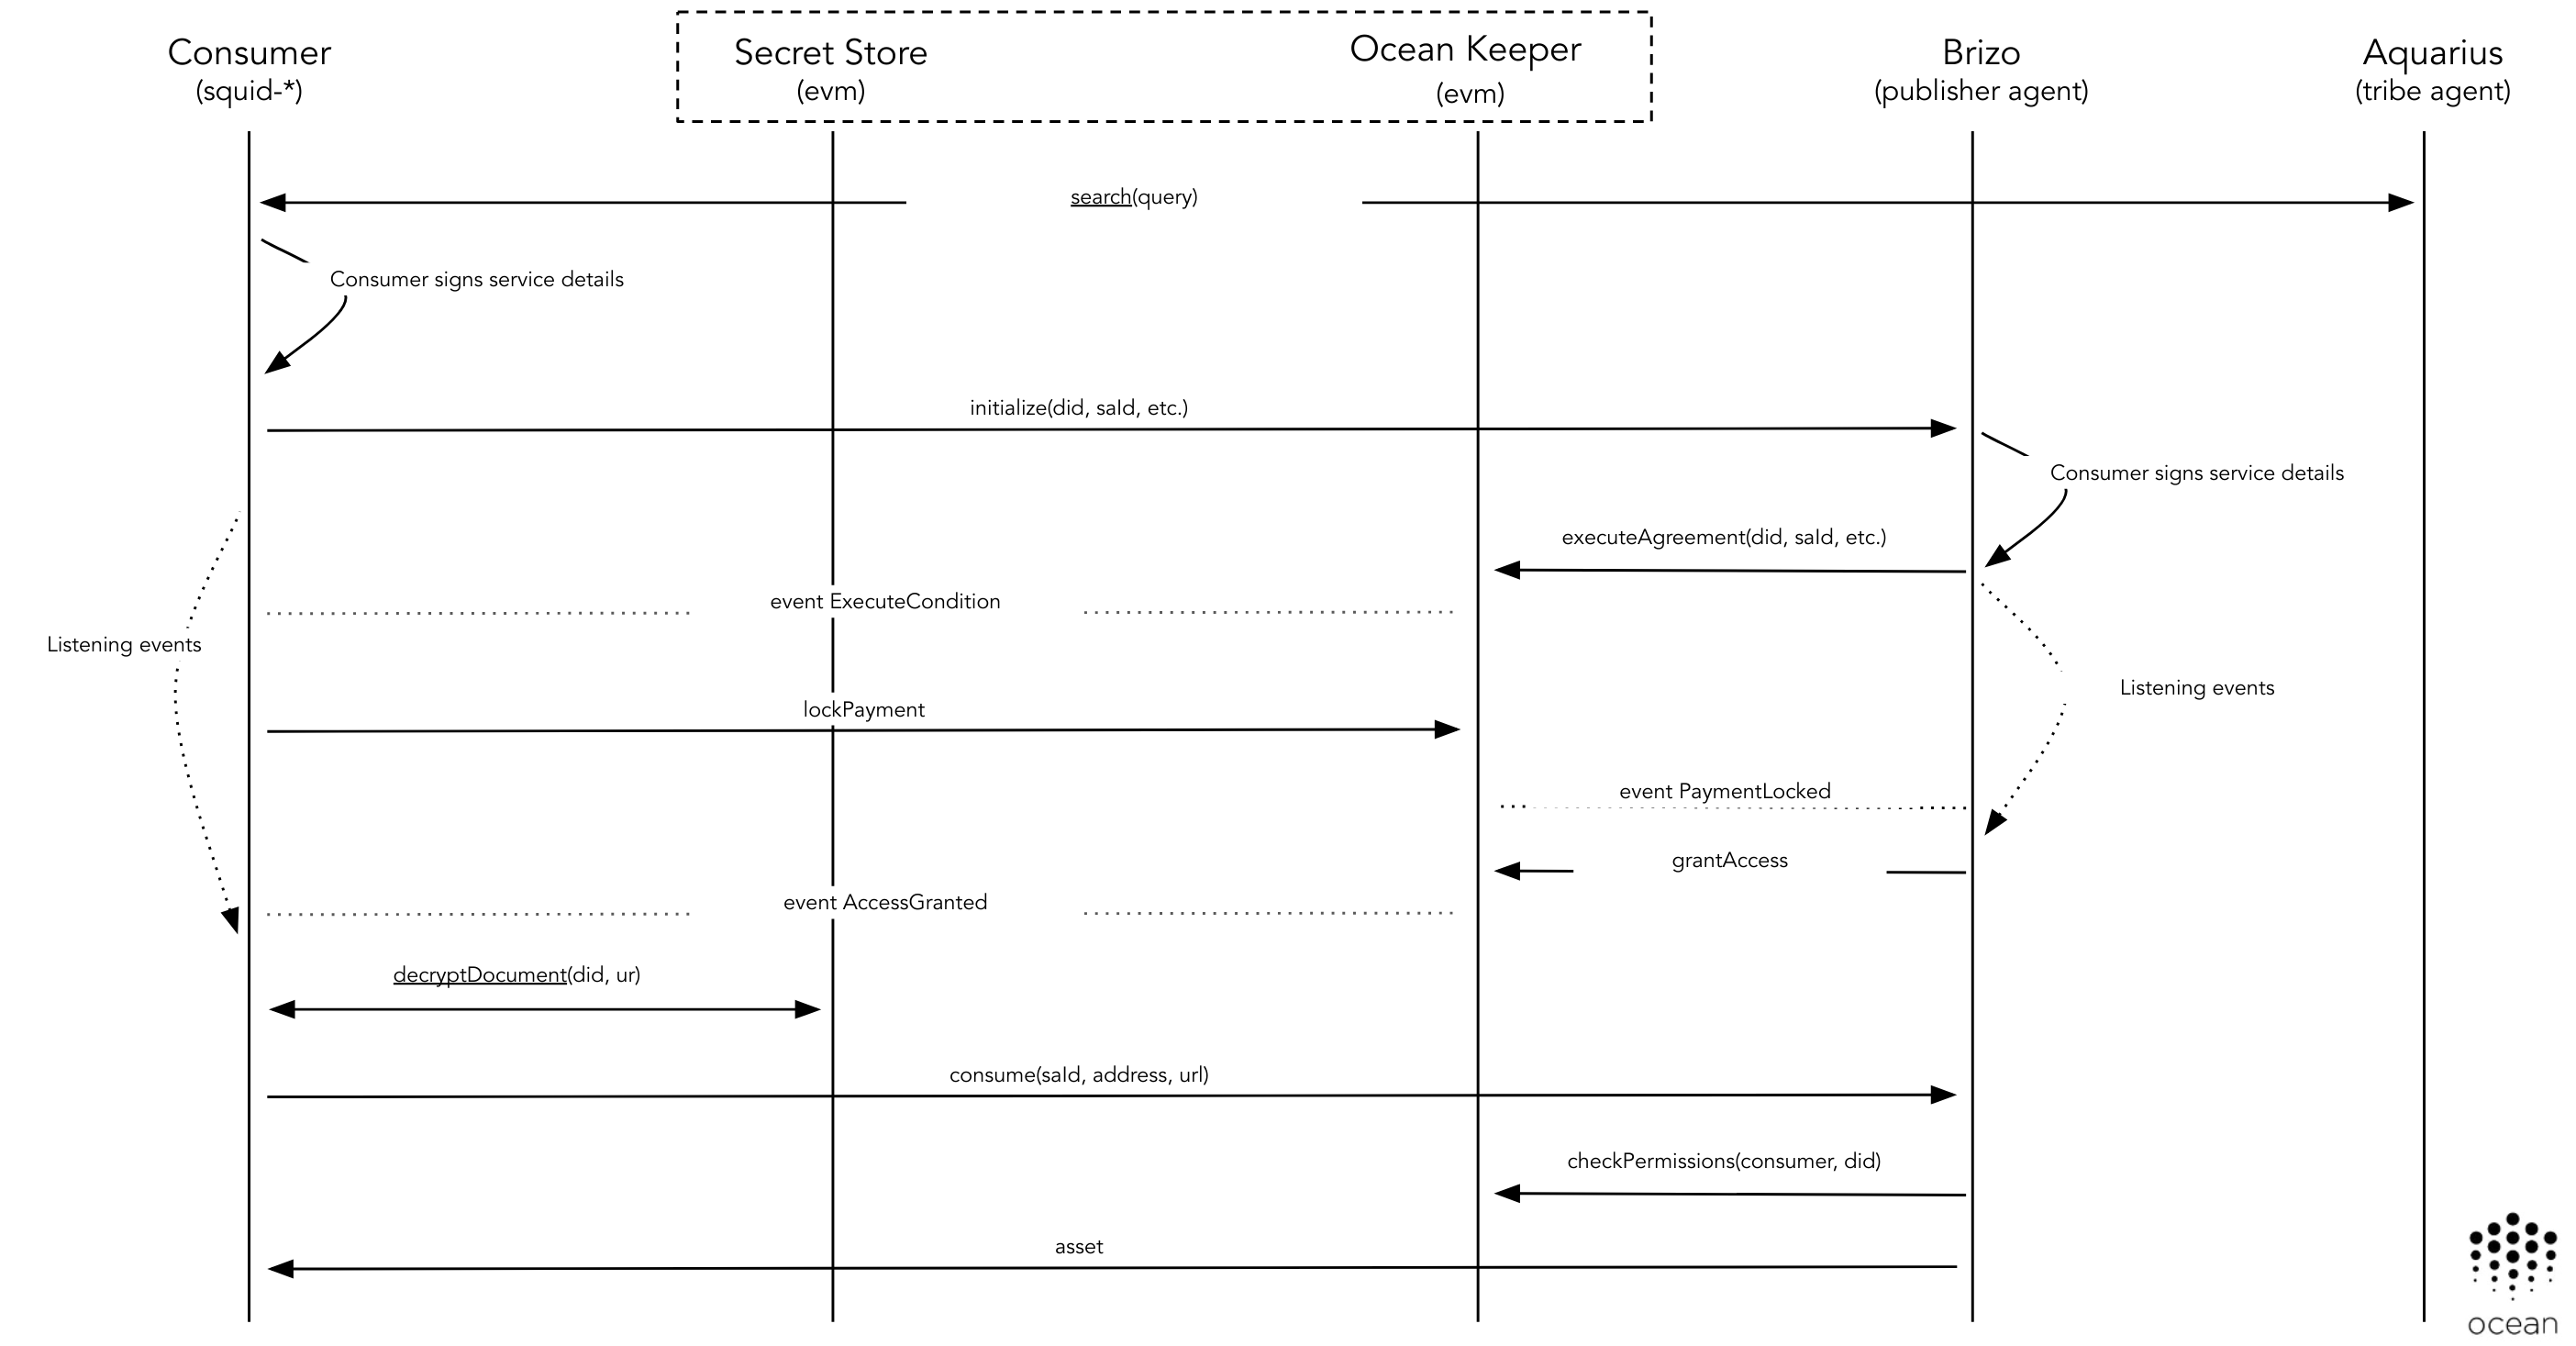 Consumer
(squid-*)
Secret Store
(evm)
Ocean Keeper
(evm)
Brizo
(publisher agent)
Aquarius
(tribe agent)
search(query)
Consumer signs service details
initialize(did, saId, etc.)
Consumer signs service details
executeAgreement(did, saId, etc.)
event ExecuteCondition
Listening events
Listening events
lockPayment
event PaymentLocked
grantAccess
event AccessGranted
decryptDocument(did, ur)
consume(saId, address, url)
checkPermissions(consumer, did)
asset
ocean